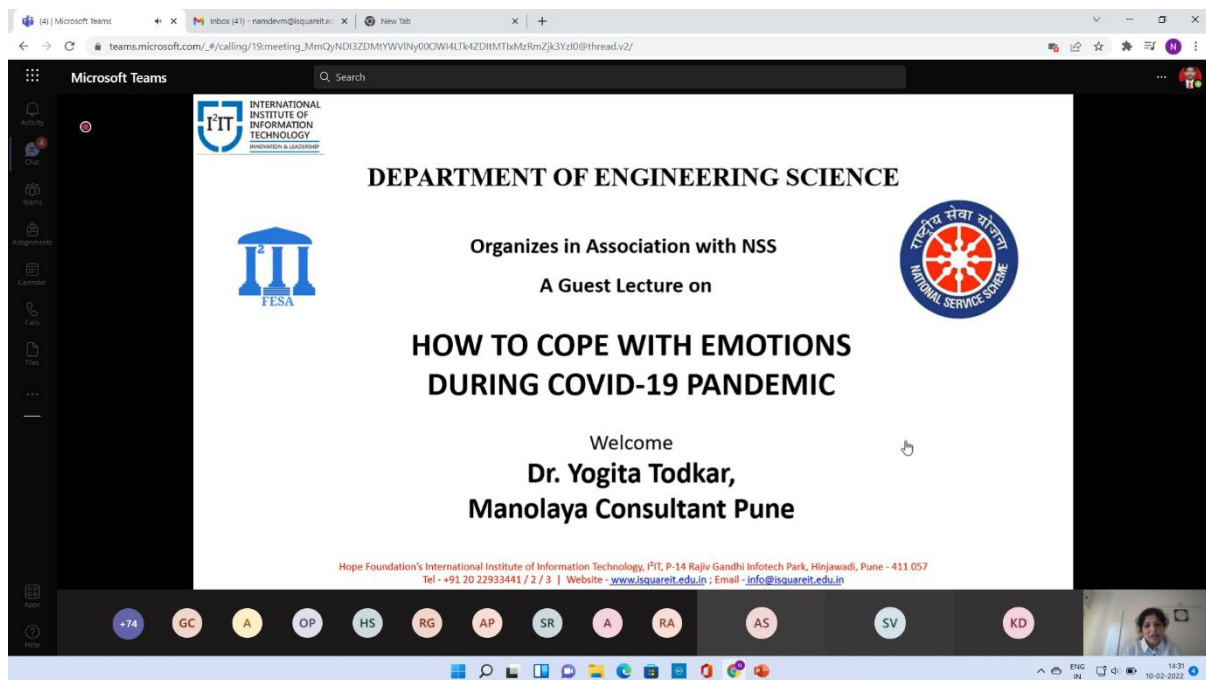 (4) | Microsoft Teams
Inbox (41) - namdevm@isquareit.ed
New Tab
teams.microsoft.com/_#/calling/19:meeting_MmQyNDI3ZDMtYWVlNy00OWI4LTk4ZDItMTIxMzRmZjk3YzI0@thread.v2/
N
Microsoft Teams
Search
Activity
4
Chat
Teams
Assignments
Calendar
Calls
Files
Apps
Help
I²IT
INTERNATIONAL
INSTITUTE OF
INFORMATION
TECHNOLOGY
INNOVATION & LEADERSHIP
DEPARTMENT OF ENGINEERING SCIENCE
2
FESA
राष्ट्रीय सेवा योजना
NATIONAL SERVICE SCHEME
Organizes in Association with NSS
A Guest Lecture on
HOW TO COPE WITH EMOTIONS
DURING COVID-19 PANDEMIC
Welcome
Dr. Yogita Todkar,
Manolaya Consultant Pune
Hope Foundation's International Institute of Information Technology, I²IT, P-14 Rajiv Gandhi Infotech Park, Hinjawadi, Pune - 411 057
Tel - +91 20 22933441 / 2 / 3 | Website - www.isquareit.edu.in ; Email - info@isquareit.edu.in
+74 GC A OP HS RG AP SR A RA AS SV KD
ENG
IN
14:31
10-02-2022
4